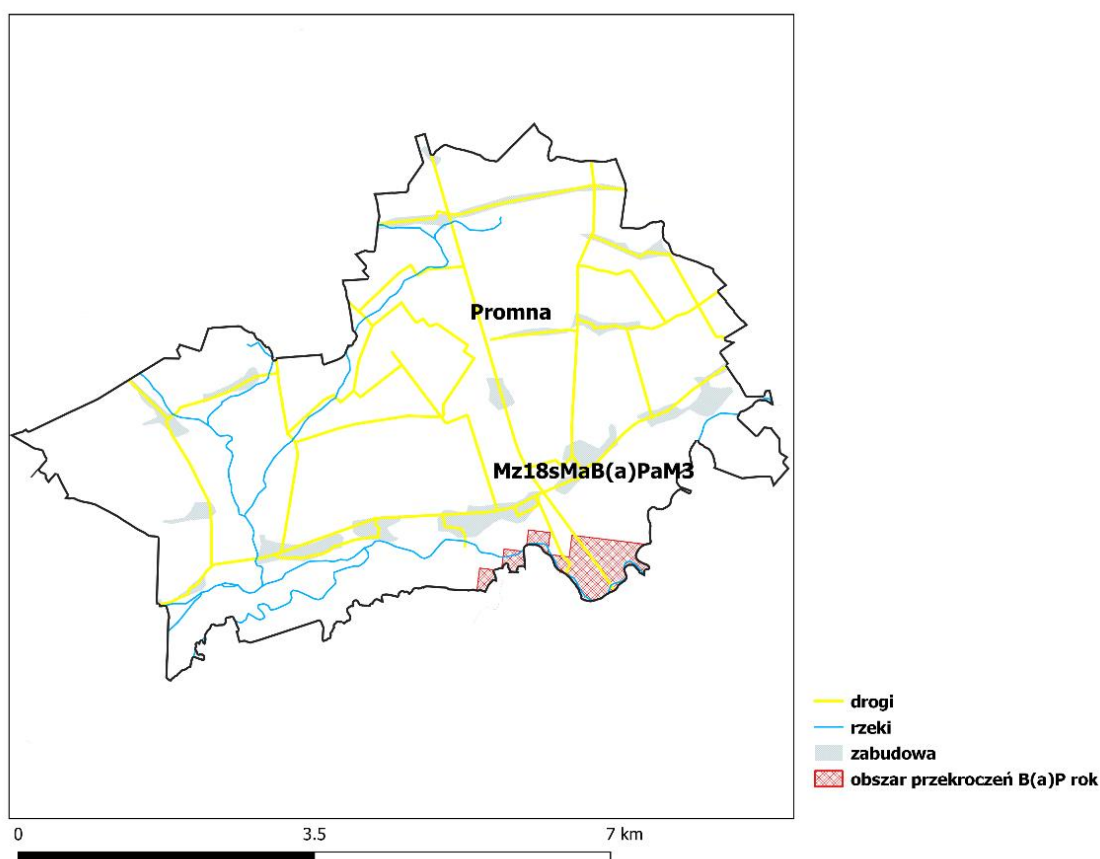 Promna
Mz18sMaB(a)PaM3
drogi
rzeki
zabudowa
obszar przekroczeń B(a)P rok
0 3.5 7 km